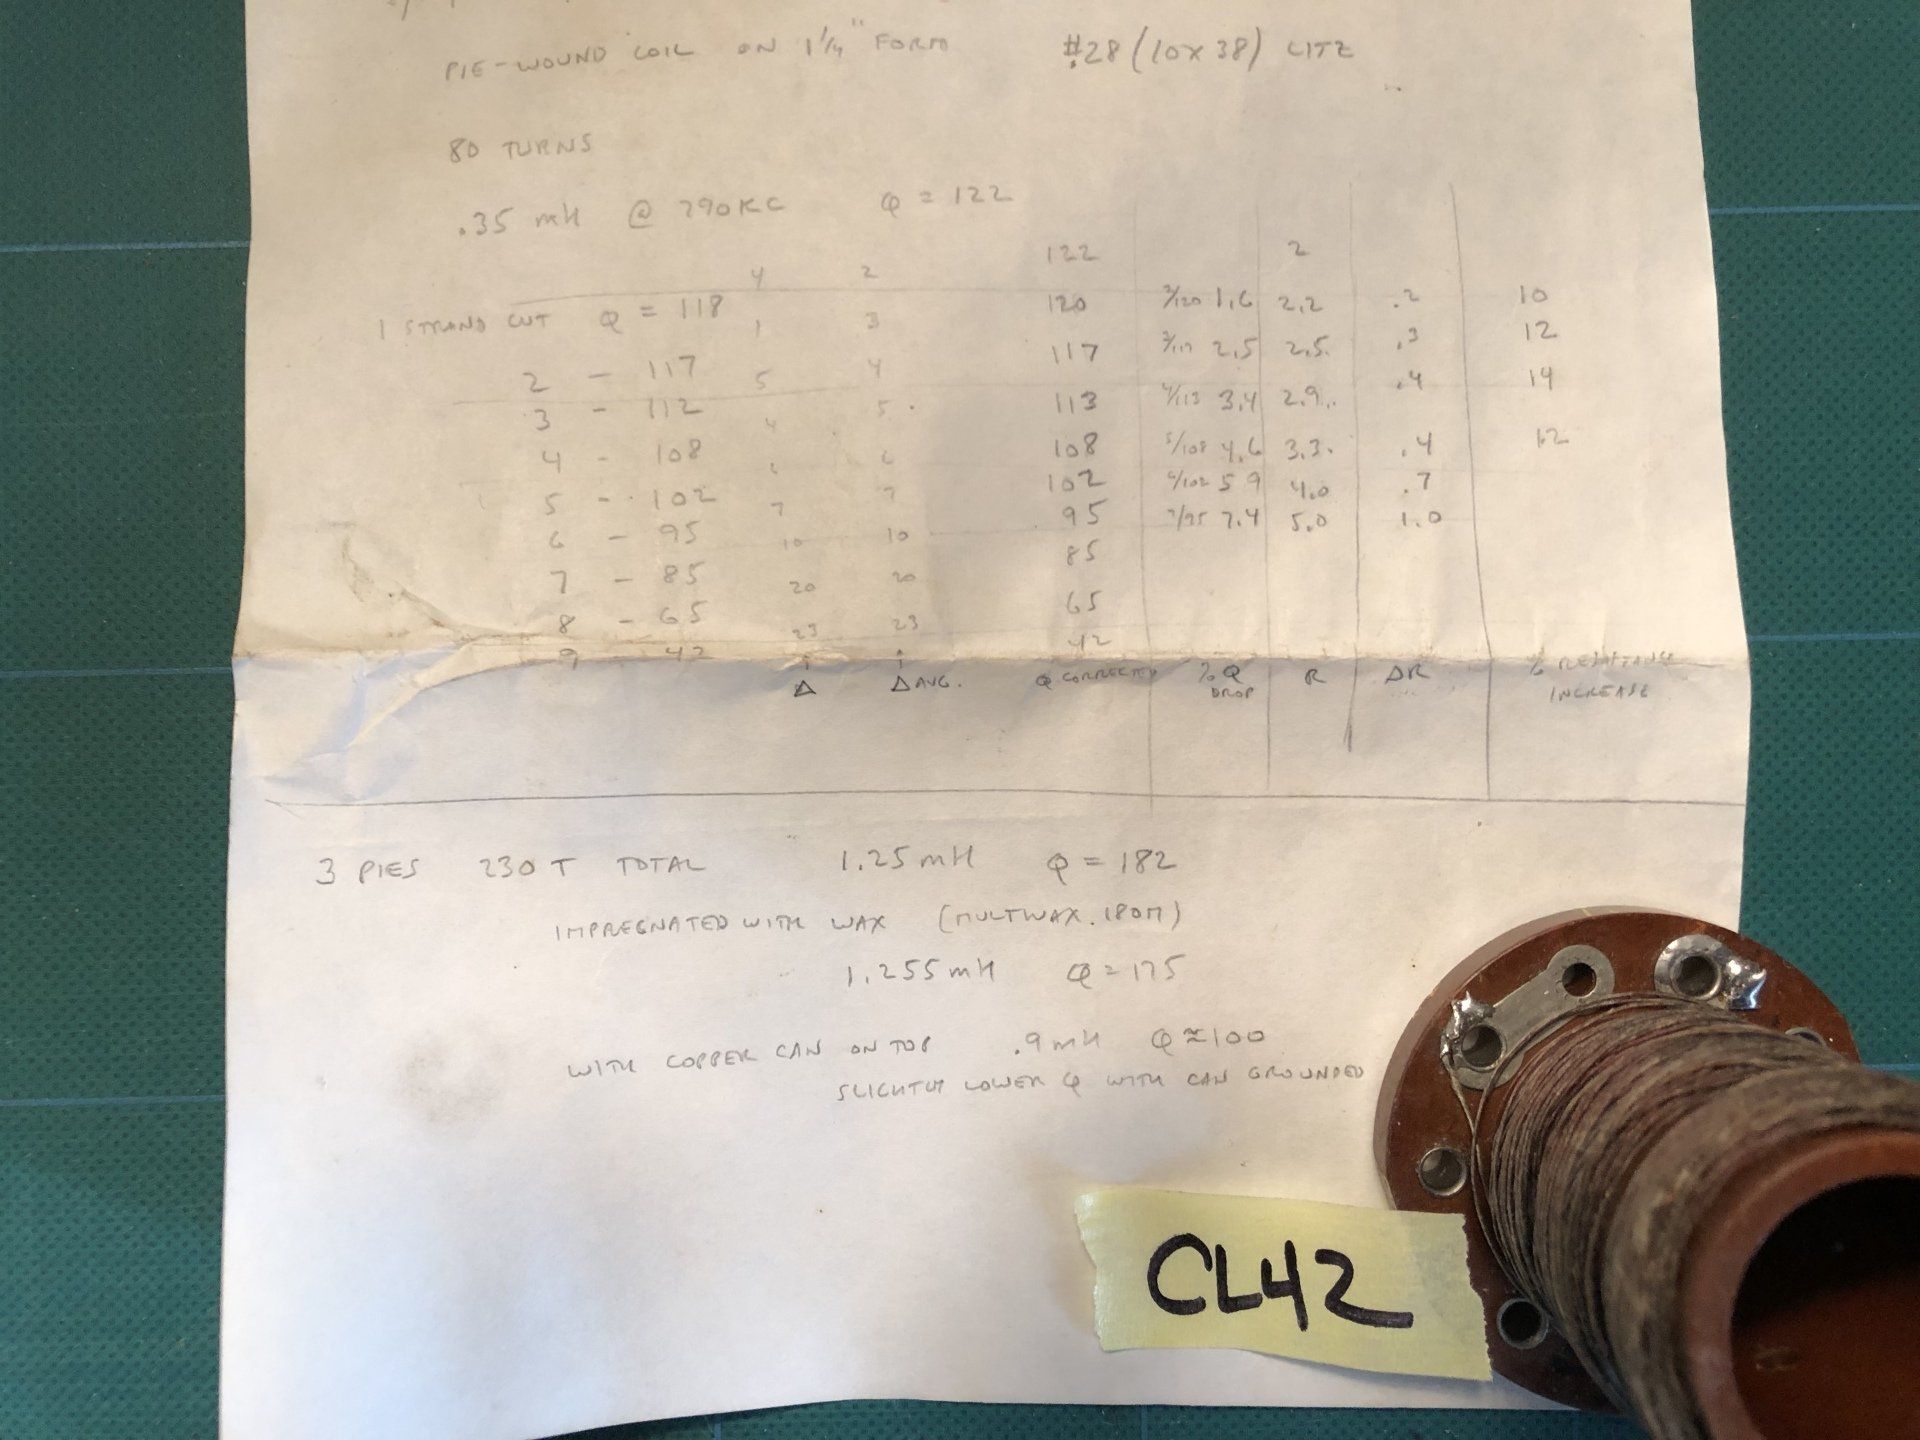 PIE-WOUND COIL ON 1¼" FORM #28 (10x38) LITZ
80 TURNS
.35 mH @ 790KC Q = 122
122 2
4 2
1 STRAND CUT Q = 118 1 3 120 2/120 1.6 2.2 .2 10
2 - 117 5 4 117 3/117 2.5 2.5 .3 12
3 - 112 4 5 113 4/113 3.4 2.9 .4 14
4 - 108 6 6 108 5/108 4.6 3.3 .4 12
5 - 102 7 7 102 6/102 5.9 4.0 .7
6 - 95 10 10 95 7/95 7.4 5.0 1.0
7 - 85 20 20 85
8 - 65 23 23 65
9 - 42 42
Δ Δ AVG. Q CORRECTED % Q DROP R ΔR % RESISTANCE INCREASE
3 PIES 230 T TOTAL 1.25 mH Q = 182
IMPREGNATED WITH WAX (MULTWAX. 180M)
1.255 mH Q = 175
WITH COPPER CAN ON TOP .9 mH Q ≈ 100
SLIGHTLY LOWER Q WITH CAN GROUNDED
CL42